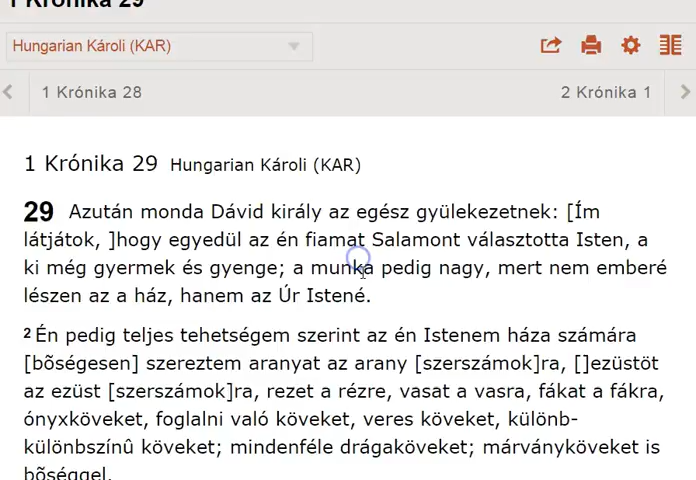 1 Krónika 29
Hungarian Károli (KAR)
1 Krónika 28
2 Krónika 1
1 Krónika 29 Hungarian Károli (KAR)
29 Azután monda Dávid király az egész gyülekezetnek: [Ím
látjátok, ]hogy egyedül az én fiamat Salamont választotta Isten, a
ki még gyermek és gyenge; a munka pedig nagy, mert nem emberé
lészen az a ház, hanem az Úr Istené.
2 Én pedig teljes tehetségem szerint az én Istenem háza számára
[bõségesen] szereztem aranyat az arany [szerszámok]ra, []ezüstöt
az ezüst [szerszámok]ra, rezet a rézre, vasat a vasra, fákat a fákra,
ónyxköveket, foglalni való köveket, veres köveket, különb-
különbszínû köveket; mindenféle drágaköveket; márványköveket is
bõséggel.